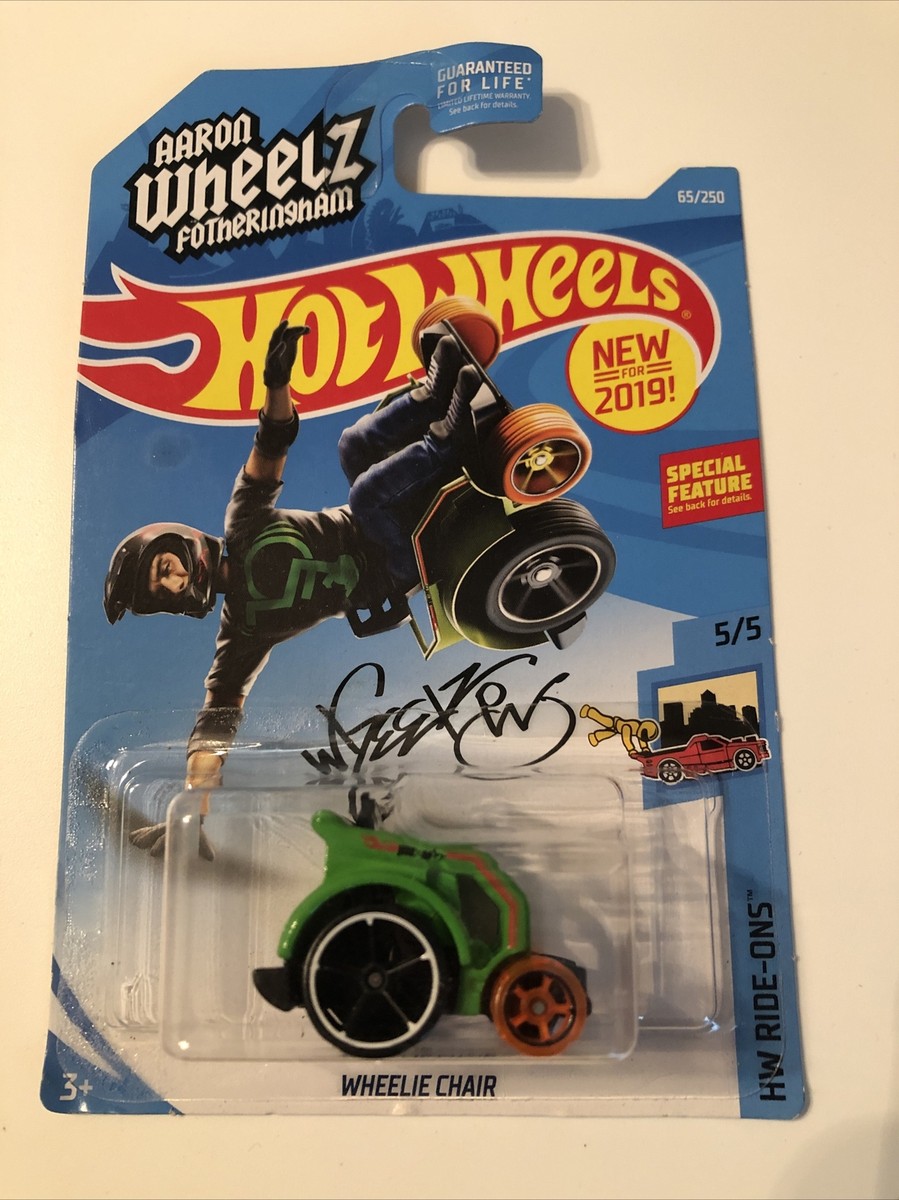 GUARANTEED
FOR LIFE*
LIMITED LIFETIME WARRANTY.
See back for details.
AARON
WHEELZ
FOTHERINGHAM
65/250
HOT WHEELS®
NEW
FOR
2019!
SPECIAL
FEATURE
See back for details.
5/5
WHEELIE CHAIR
3+
HW RIDE-ONS™